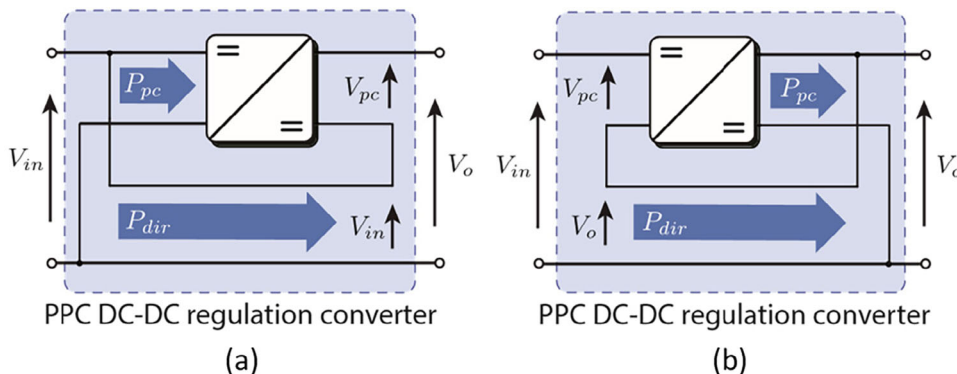 P_pc
V_pc
V_in
V_o
P_dir
V_in
PPC DC-DC regulation converter
(a)
V_pc
P_pc
V_in
V_o
V_o
P_dir
PPC DC-DC regulation converter
(b)